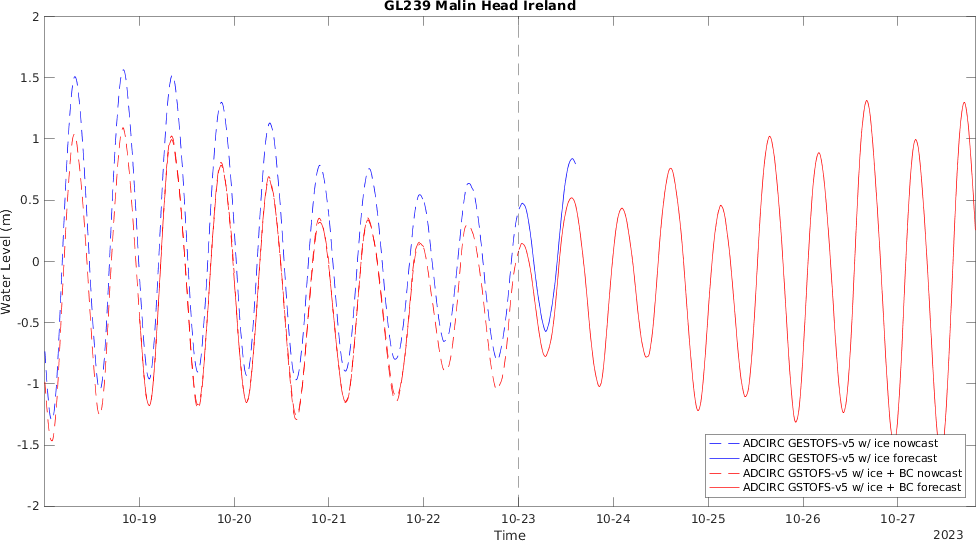 GL239 Malin Head Ireland
2
1.5
1
0.5
0
-0.5
-1
-1.5
-2
Water Level (m)
ADCIRC GESTOFS-v5 w/ ice nowcast
ADCIRC GESTOFS-v5 w/ ice forecast
ADCIRC GSTOFS-v5 w/ ice + BC nowcast
ADCIRC GSTOFS-v5 w/ ice + BC forecast
10-19 10-20 10-21 10-22 10-23 10-24 10-25 10-26 10-27
Time
2023